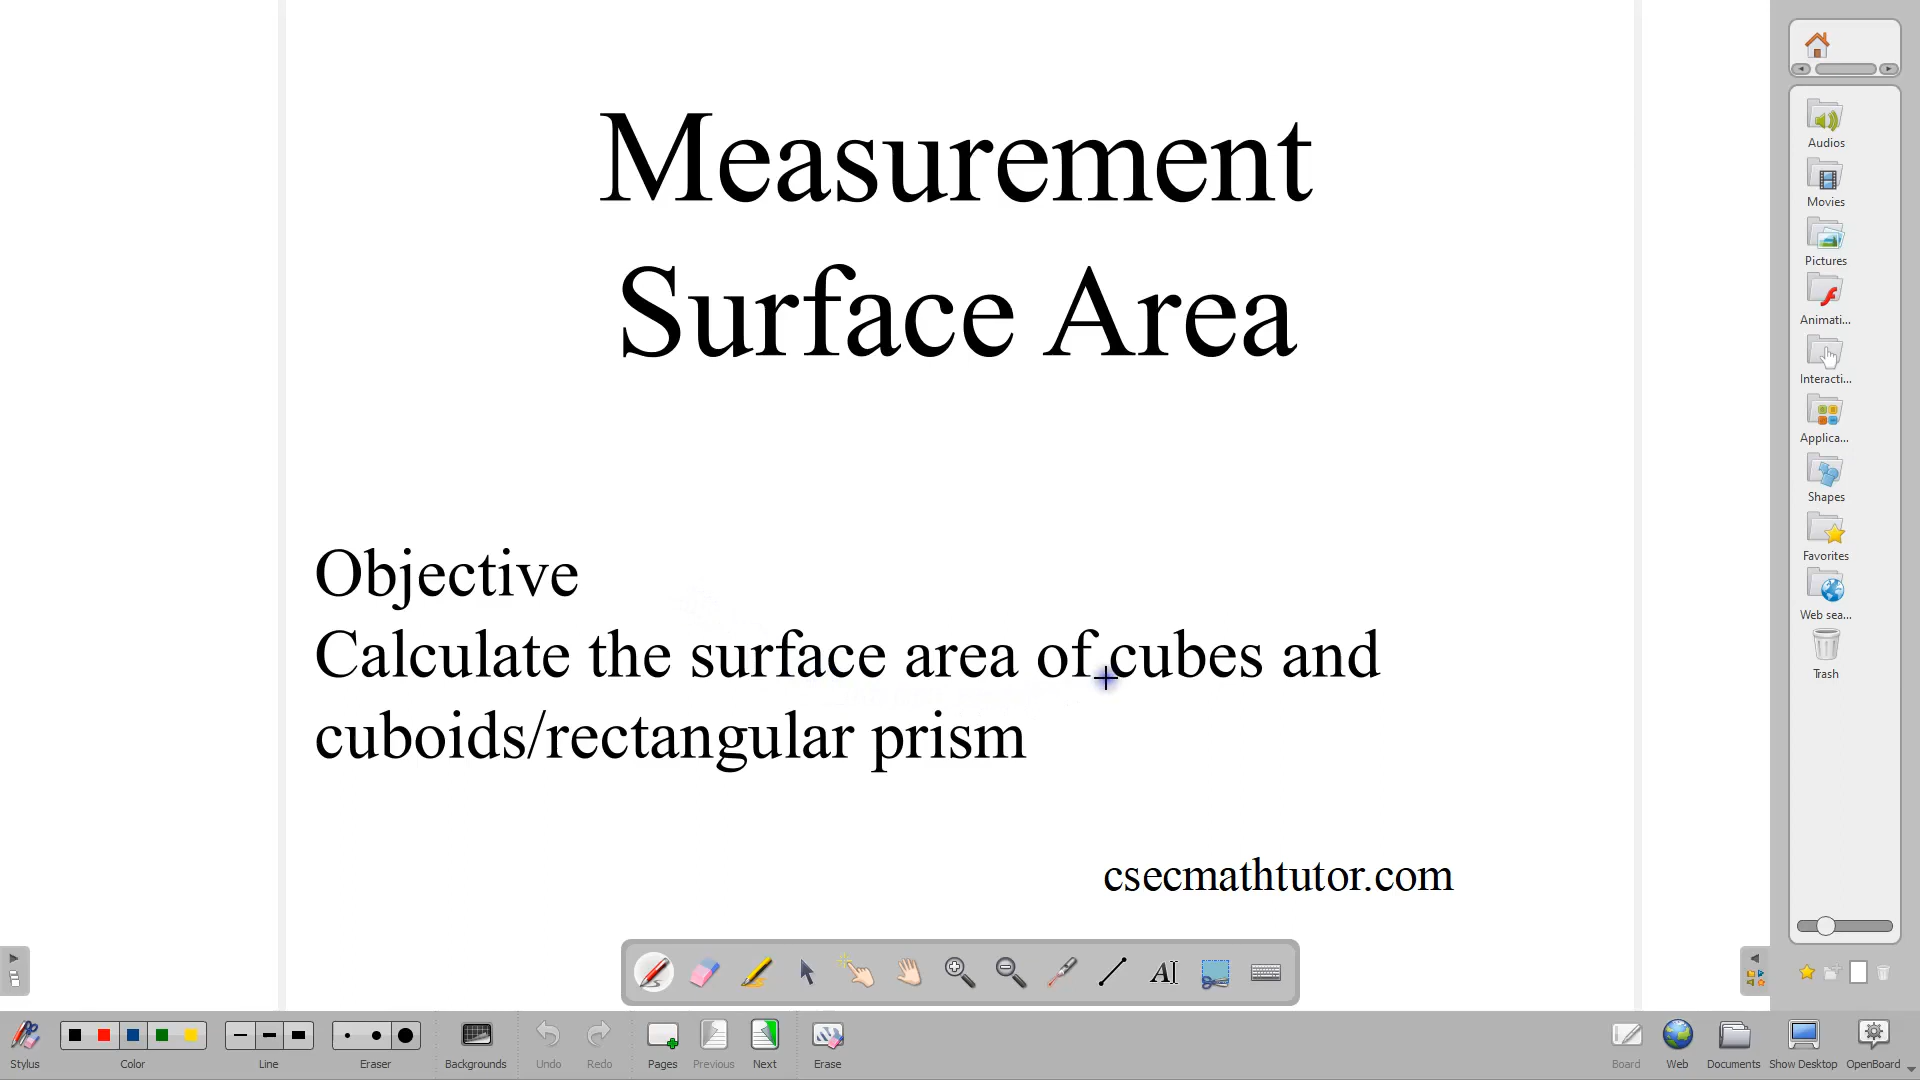 Measurement
Surface Area
Objective
Calculate the surface area of cubes and
cuboids/rectangular prism
csecmathtutor.com
Audios
Movies
Pictures
Animati...
Interacti...
Applica...
Shapes
Favorites
Web sea...
Trash
AI
Stylus
Color
Line
Eraser
Backgrounds
Undo
Redo
Pages
Previous
Next
Erase
Board
Web
Documents
Show Desktop
OpenBoard